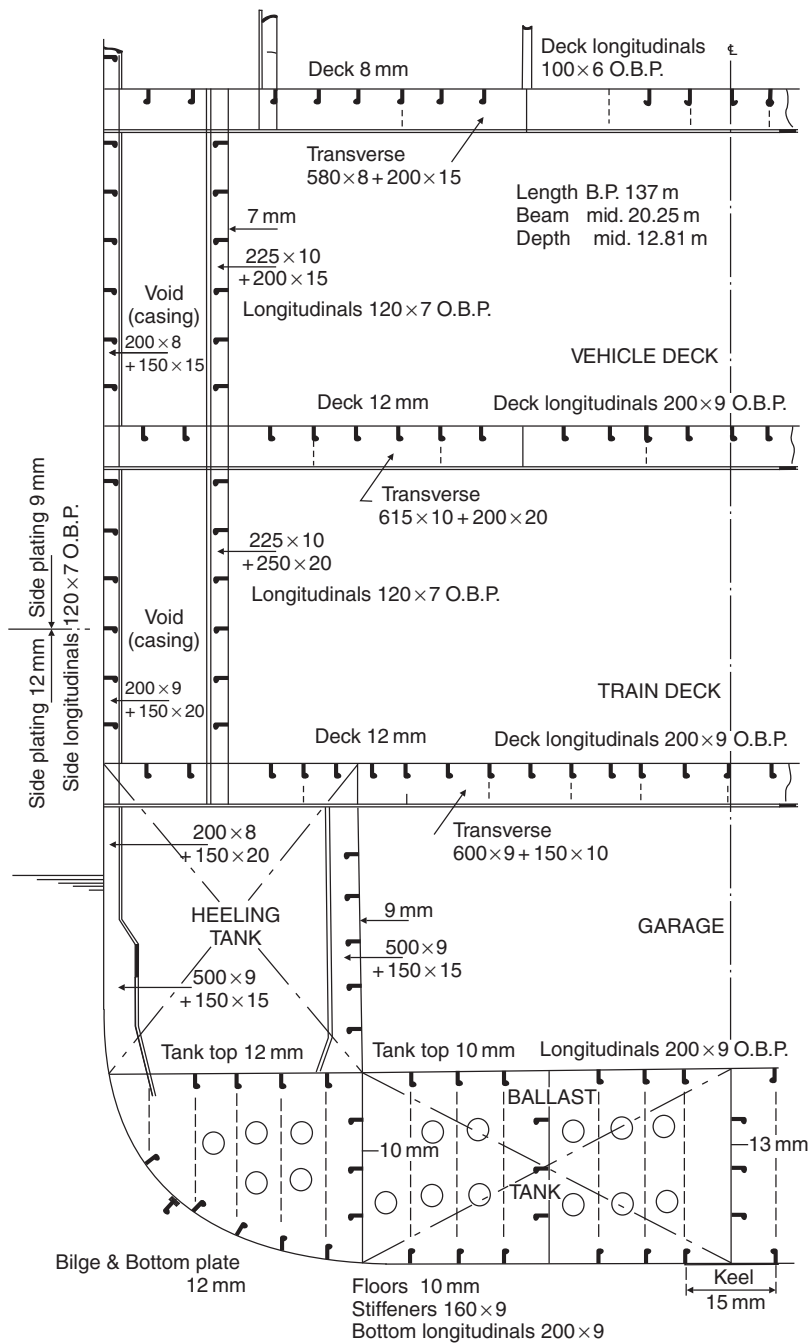 Deck longitudinals
100×6 O.B.P.
℄
Deck 8 mm
Transverse
580×8+200×15
Length B.P. 137 m
Beam mid. 20.25 m
Depth mid. 12.81 m
7 mm
225×10
+200×15
Void
(casing)
Longitudinals 120×7 O.B.P.
200×8
+150×15
VEHICLE DECK
Deck 12 mm
Deck longitudinals 200×9 O.B.P.
Transverse
615×10+200×20
Side plating 9 mm
Side plating 12 mm
Side longitudinals 120×7 O.B.P.
225×10
+250×20
Longitudinals 120×7 O.B.P.
Void
(casing)
200×9
+150×20
TRAIN DECK
Deck 12 mm
Deck longitudinals 200×9 O.B.P.
200×8
+150×20
Transverse
600×9+150×10
HEELING
TANK
9 mm
GARAGE
500×9
+150×15
500×9
+150×15
Tank top 12 mm
Tank top 10 mm
Longitudinals 200×9 O.B.P.
BALLAST
10 mm
13 mm
TANK
Bilge & Bottom plate
12 mm
Floors 10 mm
Stiffeners 160×9
Bottom longitudinals 200×9
Keel
15 mm